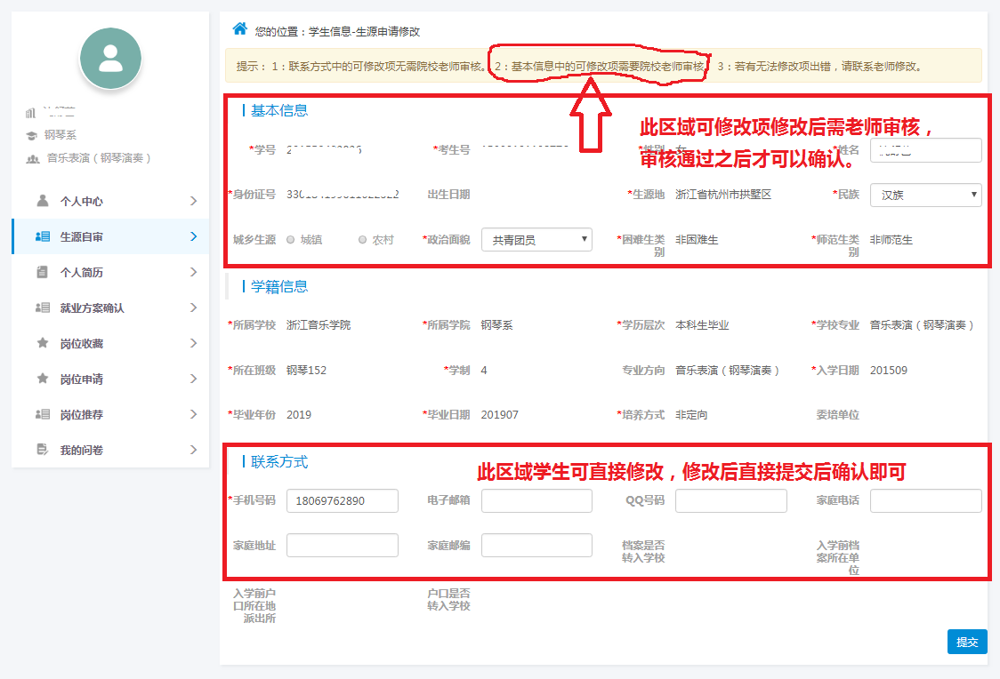 您的位置：学生信息-生源申请修改
提示： 1：联系方式中的可修改项无需院校老师审核。 2：基本信息中的可修改项需要院校老师审核。 3：若有无法修改项出错，请联系老师修改。
钢琴系
音乐表演（钢琴演奏）
个人中心
生源自审
个人简历
就业方案确认
岗位收藏
岗位申请
岗位推荐
我的问卷
基本信息
此区域可修改项修改后需老师审核，
审核通过之后才可以确认。
*学号
*考生号
*性别 女
*姓名
*身份证号
出生日期
*生源地 浙江省杭州市拱墅区
*民族 汉族
城乡生源 城镇 农村
*政治面貌 共青团员
*困难生类别 非困难生
*师范生类别 非师范生
学籍信息
*所属学校 浙江音乐学院
*所属学院 钢琴系
*学历层次 本科生毕业
*学校专业 音乐表演（钢琴演奏）
*所在班级 钢琴152
*学制 4
专业方向 音乐表演（钢琴演奏）
*入学日期 201509
*毕业年份 2019
*毕业日期 201907
*培养方式 非定向
委培单位
联系方式
此区域学生可直接修改，修改后直接提交后确认即可
*手机号码 18069762890
电子邮箱
QQ号码
家庭电话
家庭地址
家庭邮编
档案是否
转入学校
入学前档
案所在单
位
入学前户
口所在地
派出所
户口是否
转入学校
提交